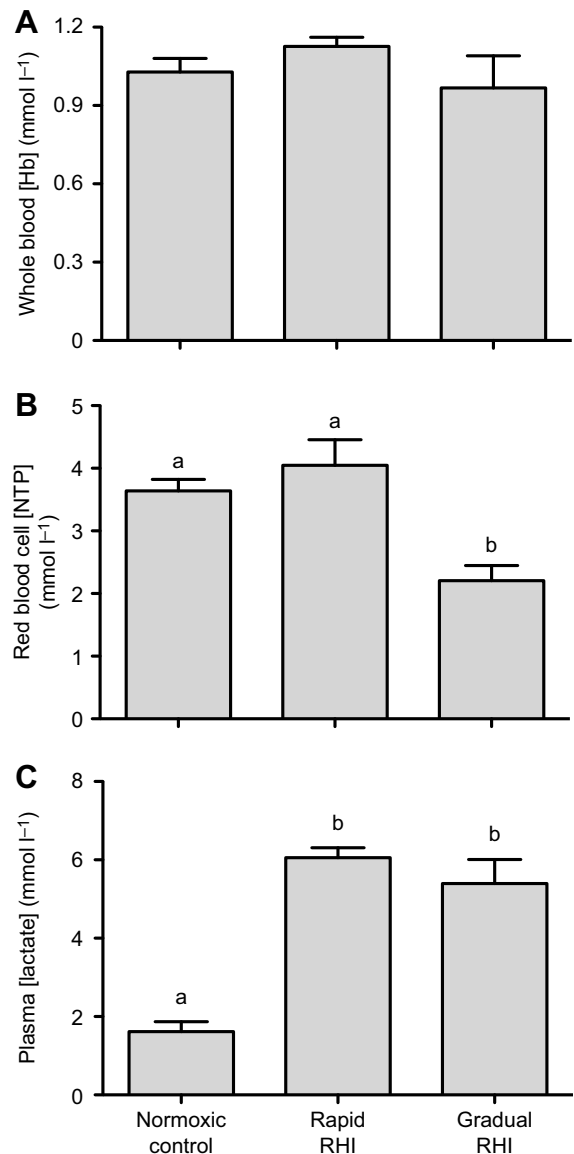 A
Whole blood [Hb] (mmol l–1)
1.2
0.9
0.6
0.3
0
B
Red blood cell [NTP]
(mmol l–1)
5
4
3
2
1
0
a
a
b
C
Plasma [lactate] (mmol l–1)
8
6
4
2
0
a
b
b
Normoxic
control
Rapid
RHI
Gradual
RHI